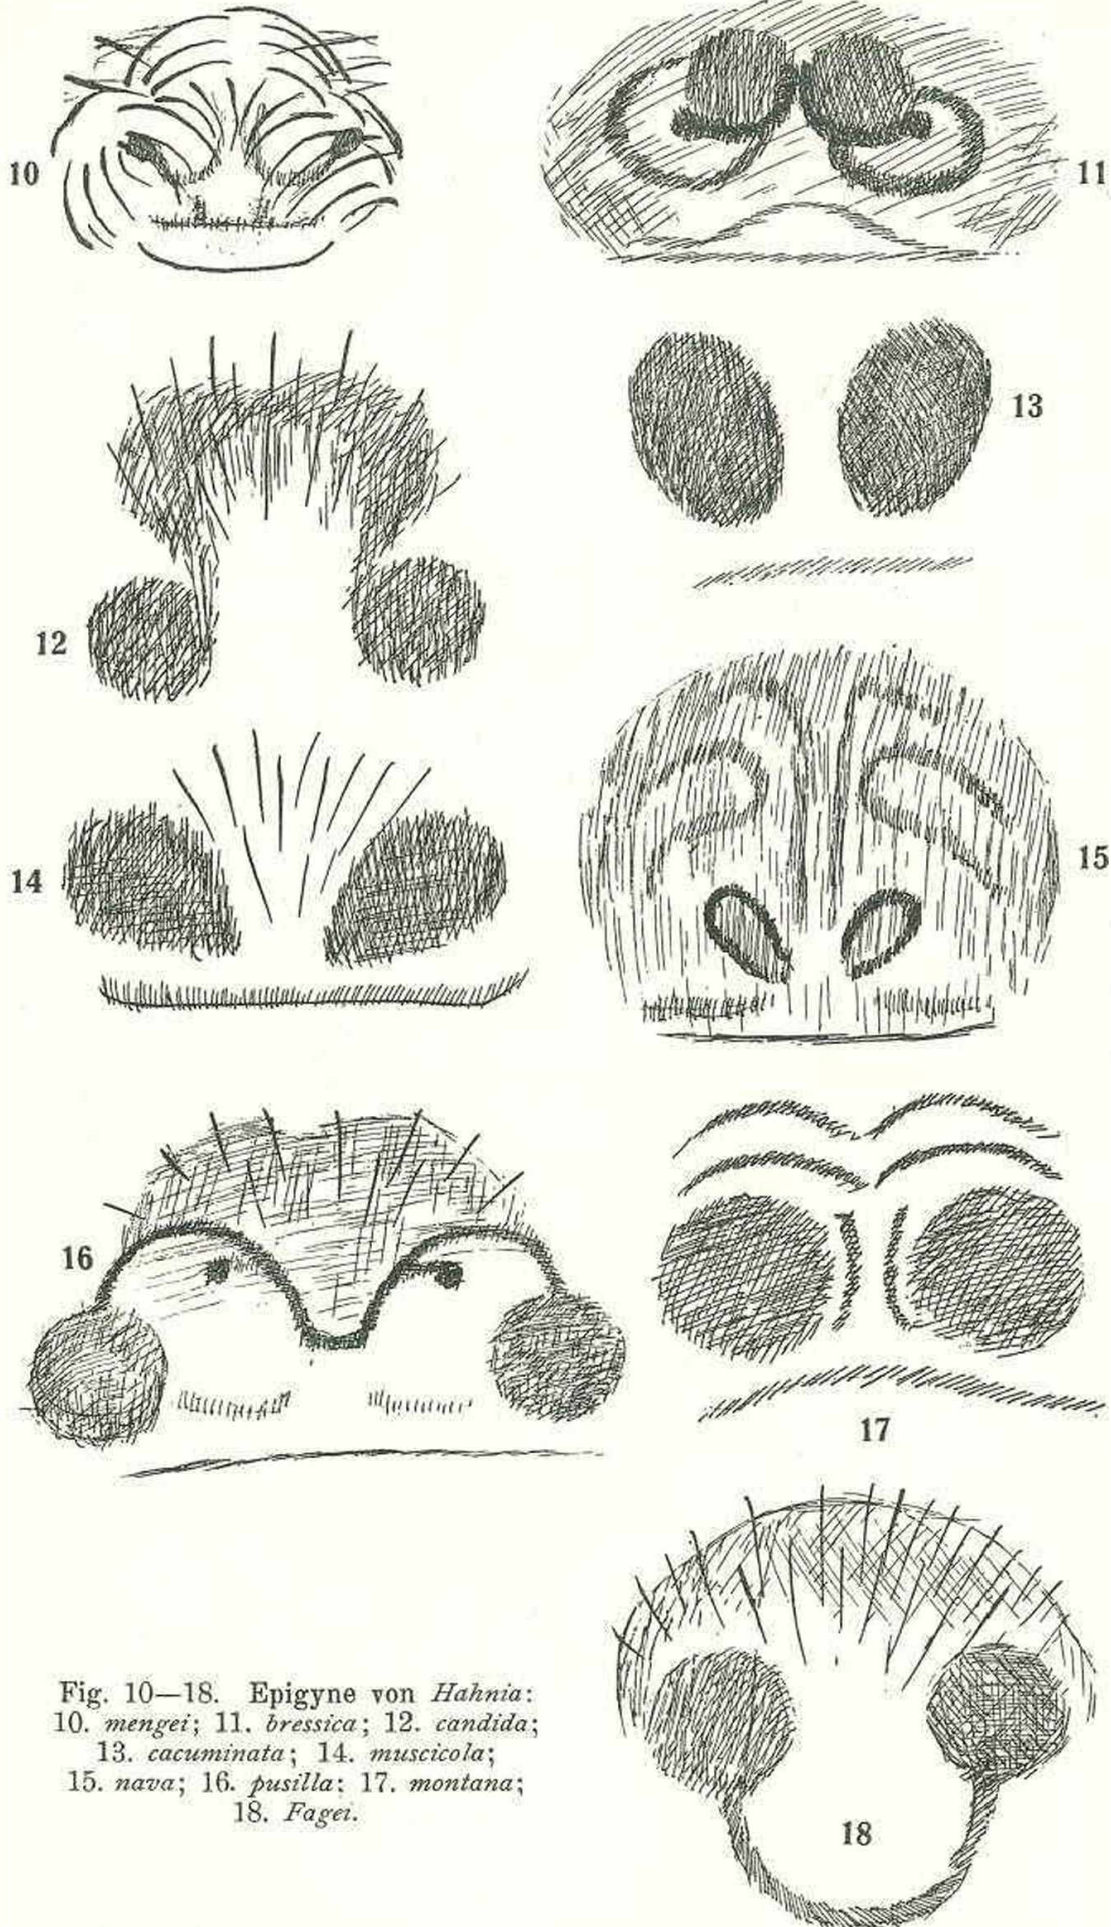 10
11
12
13
14
15
16
17
18
Fig. 10—18. Epigyne von Hahnia:
10. mengei; 11. bressica; 12. candida;
13. cacuminata; 14. muscicola;
15. nava; 16. pusilla: 17. montana;
18. Fagei.